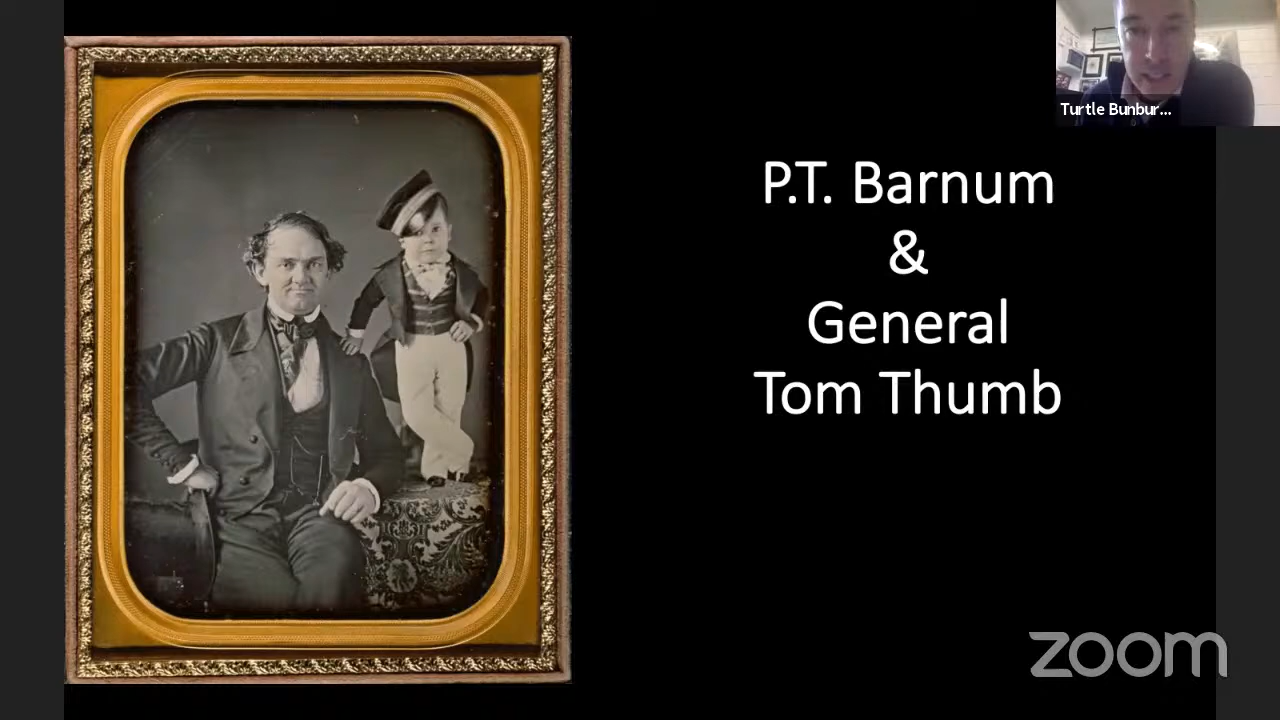 Turtle Bunbur...
P.T. Barnum
&
General
Tom Thumb
zoom